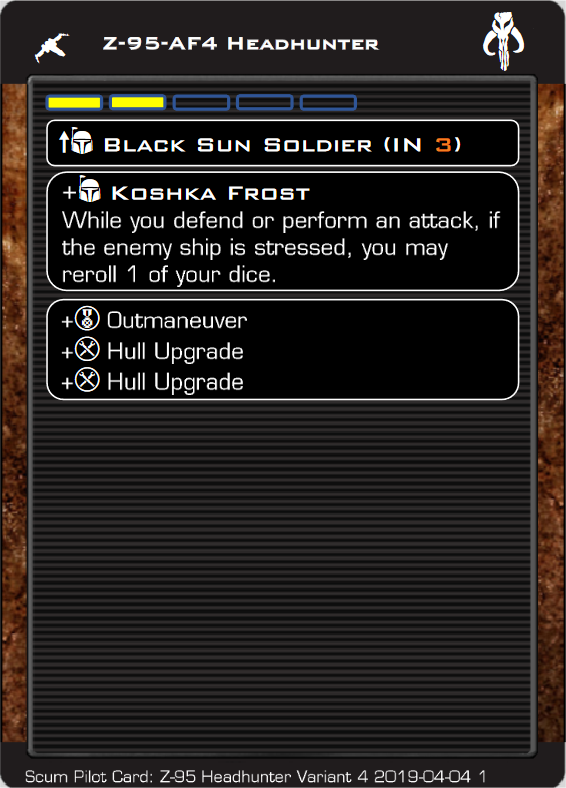 Z-95-AF4 Headhunter
Black Sun Soldier (IN 3)
+ Koshka Frost
While you defend or perform an attack, if
the enemy ship is stressed, you may
reroll 1 of your dice.
+ Outmaneuver
+ Hull Upgrade
+ Hull Upgrade
Scum Pilot Card: Z-95 Headhunter Variant 4 2019-04-04 1